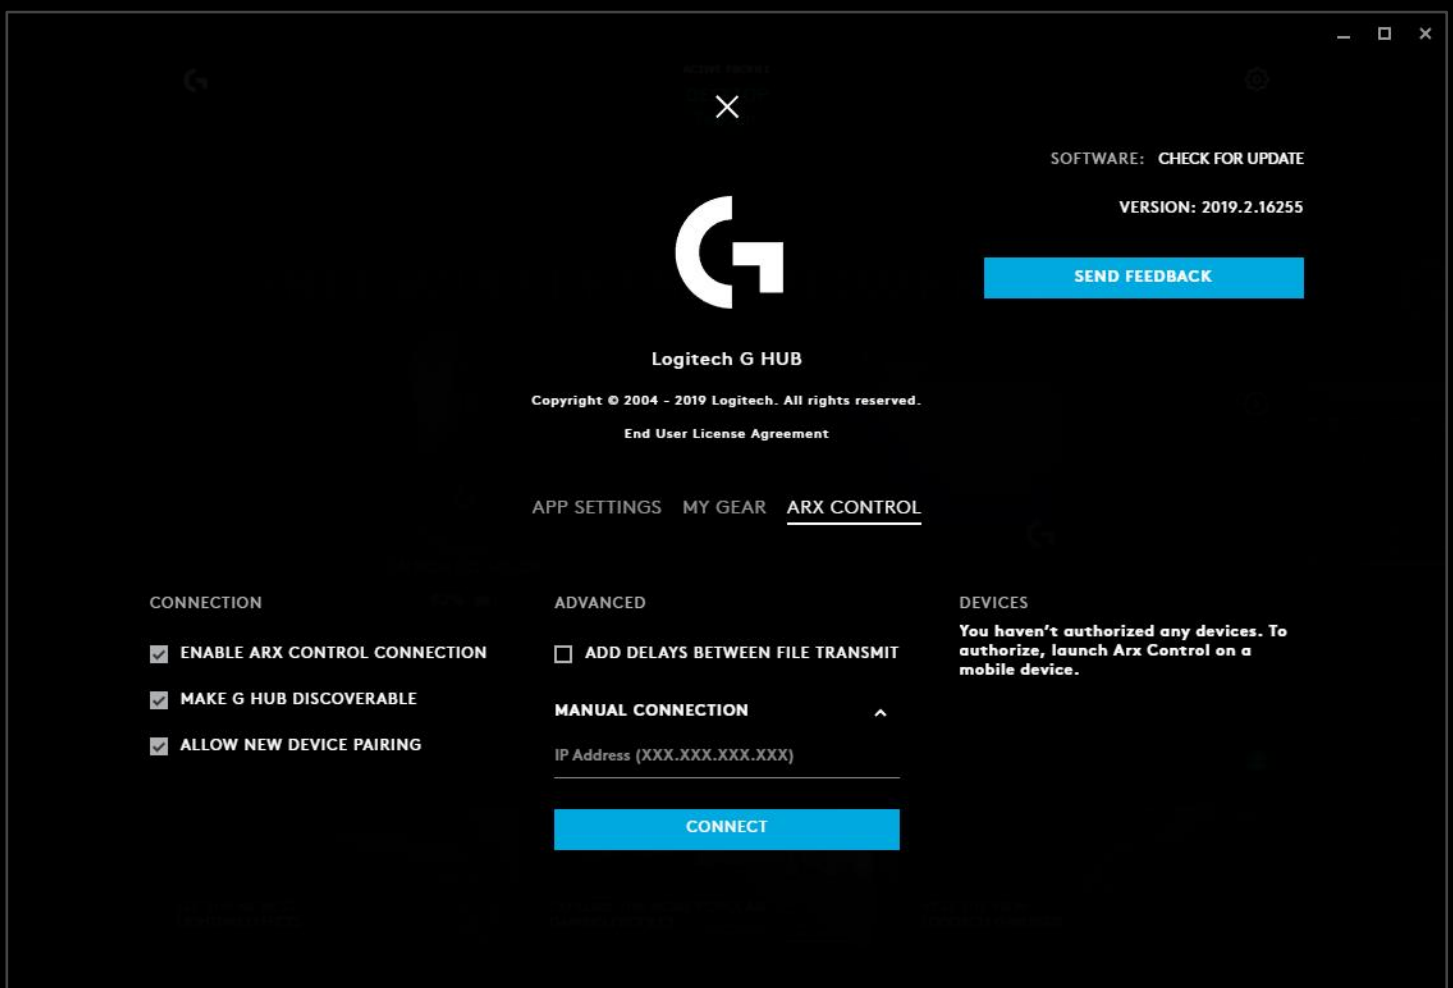 SOFTWARE: CHECK FOR UPDATE
VERSION: 2019.2.16255
SEND FEEDBACK
Logitech G HUB
Copyright © 2004 - 2019 Logitech. All rights reserved.
End User License Agreement
APP SETTINGS MY GEAR ARX CONTROL
CONNECTION
ENABLE ARX CONTROL CONNECTION
MAKE G HUB DISCOVERABLE
ALLOW NEW DEVICE PAIRING
ADVANCED
ADD DELAYS BETWEEN FILE TRANSMIT
MANUAL CONNECTION
IP Address (XXX.XXX.XXX.XXX)
CONNECT
DEVICES
You haven't authorized any devices. To
authorize, launch Arx Control on a
mobile device.